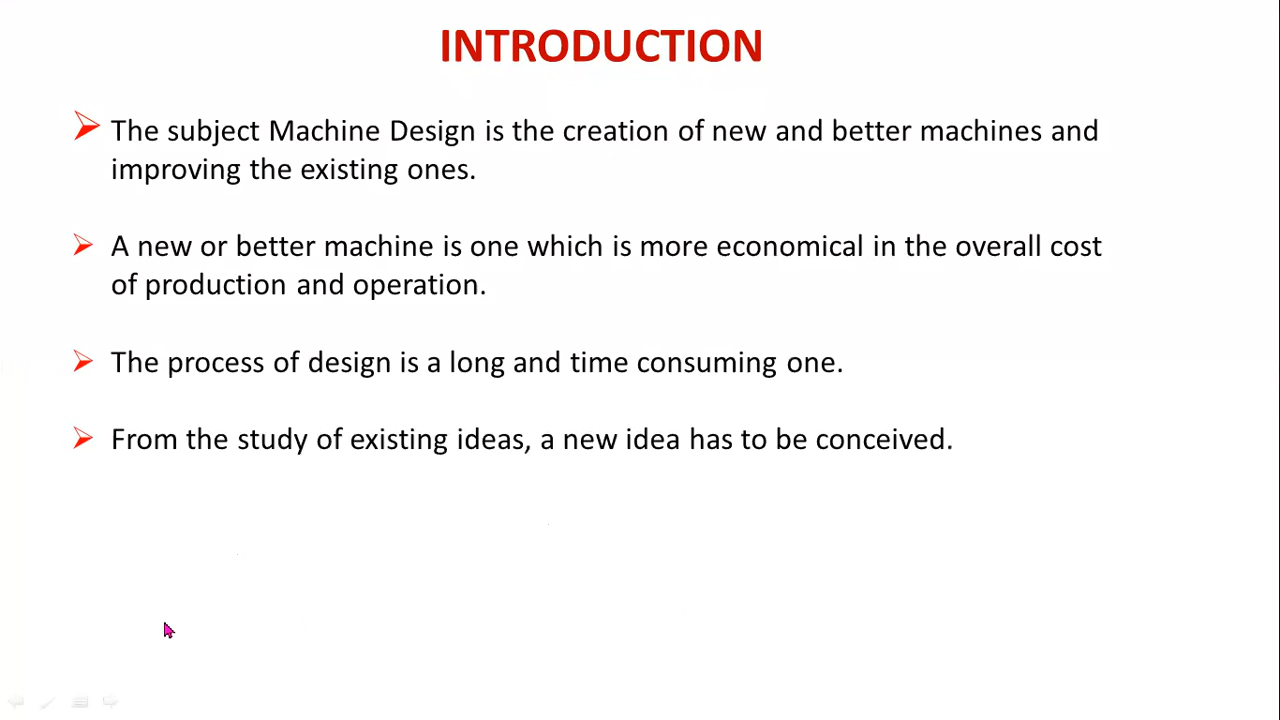 INTRODUCTION
The subject Machine Design is the creation of new and better machines and
improving the existing ones.
A new or better machine is one which is more economical in the overall cost
of production and operation.
The process of design is a long and time consuming one.
From the study of existing ideas, a new idea has to be conceived.